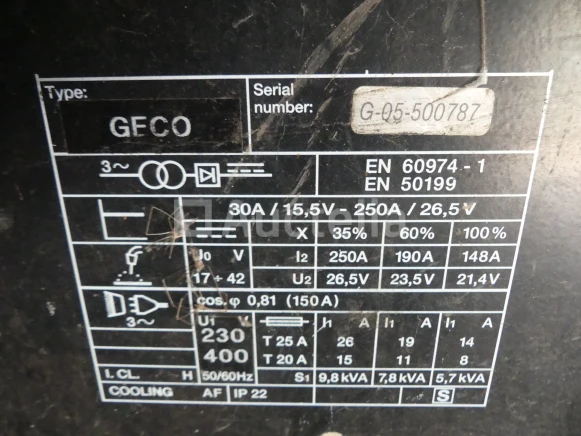 Type:
GECO
Serial
number:
G-05-500787
3~
EN 60974 - 1
EN 50199
30A / 15,5V - 250A / 26,5V
X 35% 60% 100%
U0 V I2 250A 190A 148A
17÷42 U2 26,5V 23,5V 21,4V
cos. φ 0,81 (150A)
3~
U1 V I1 A I1 A I1 A
230 T 25 A 26 19 14
400 T 20 A 15 11 8
I. CL. H 50/60Hz S1 9,8 kVA 7,8 kVA 5,7 kVA
COOLING AF IP 22 S
Auctelia